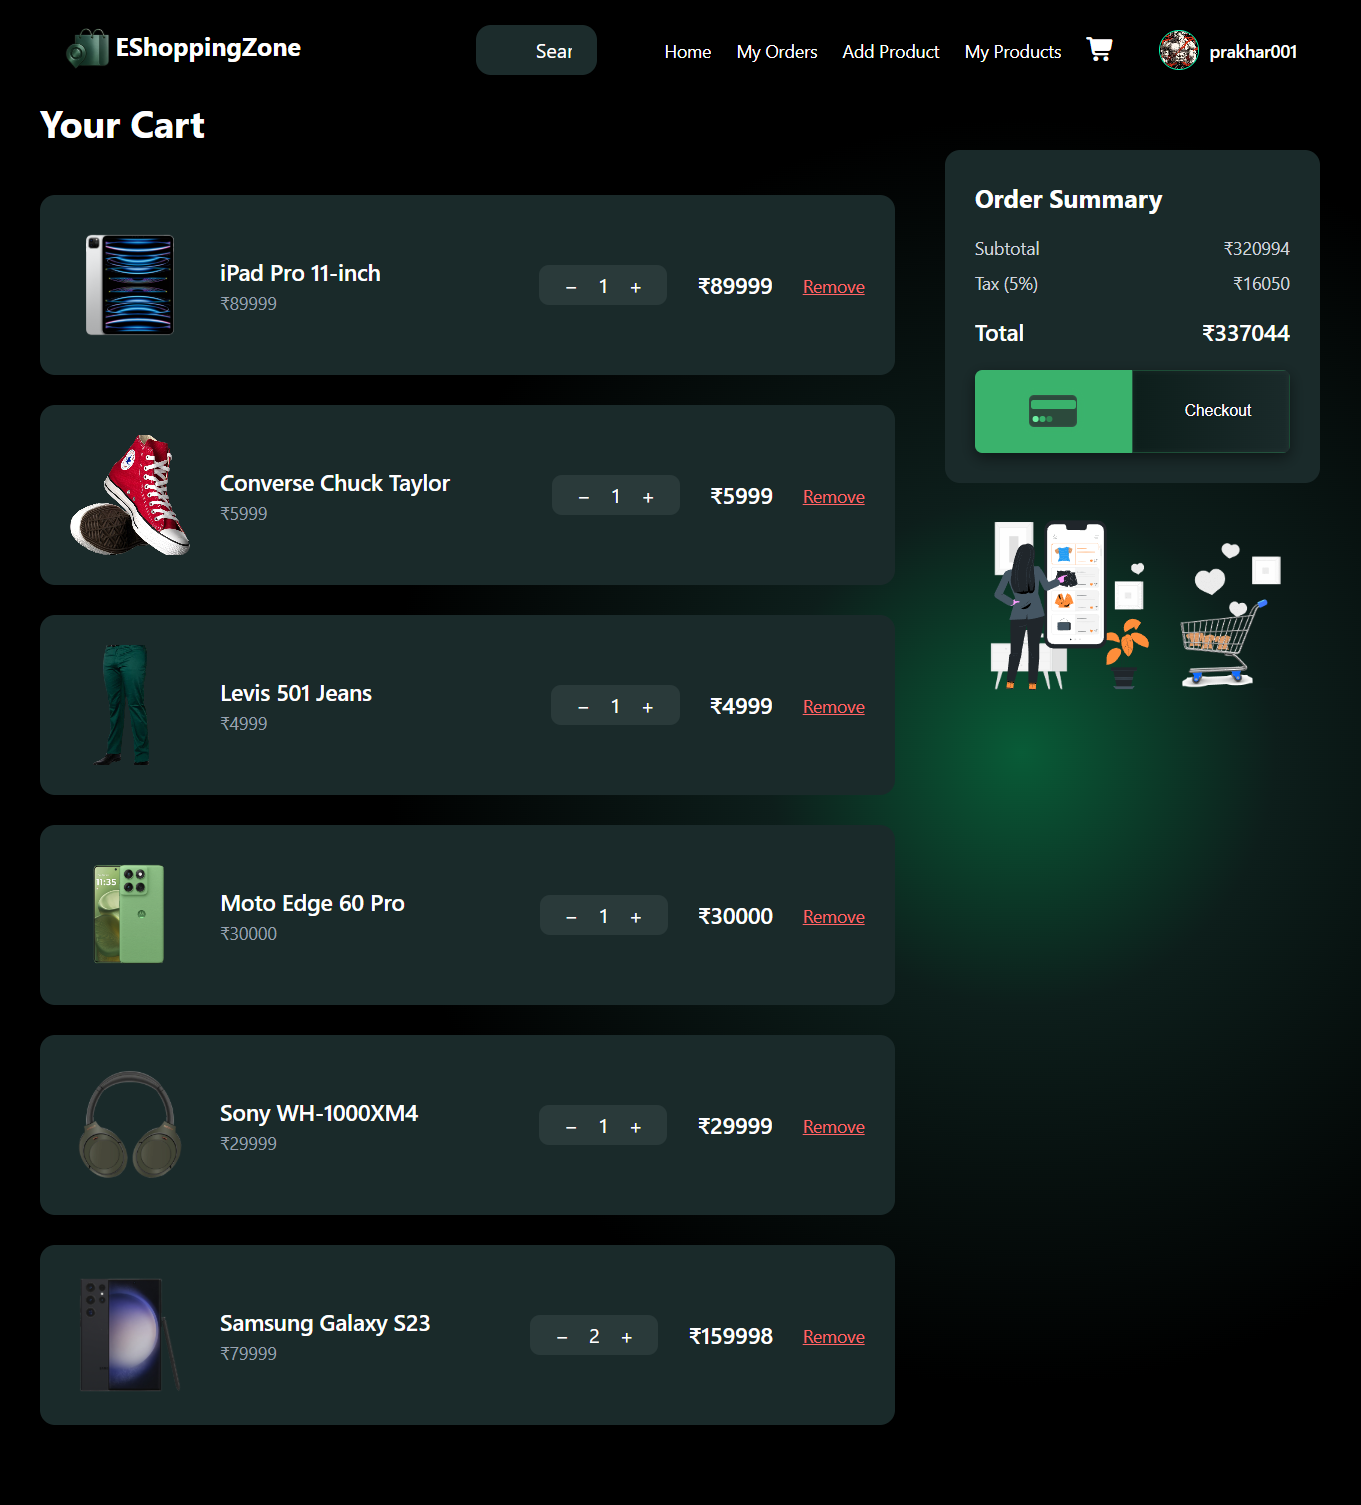 EShoppingZone
Sear
Home
My Orders
Add Product
My Products
prakhar001
Your Cart
iPad Pro 11-inch
₹89999
− 1 +
₹89999
Remove
Converse Chuck Taylor
₹5999
− 1 +
₹5999
Remove
Levis 501 Jeans
₹4999
− 1 +
₹4999
Remove
11:35
Moto Edge 60 Pro
₹30000
− 1 +
₹30000
Remove
Sony WH-1000XM4
₹29999
− 1 +
₹29999
Remove
Samsung Galaxy S23
₹79999
− 2 +
₹159998
Remove
Order Summary
Subtotal ₹320994
Tax (5%) ₹16050
Total ₹337044
Checkout